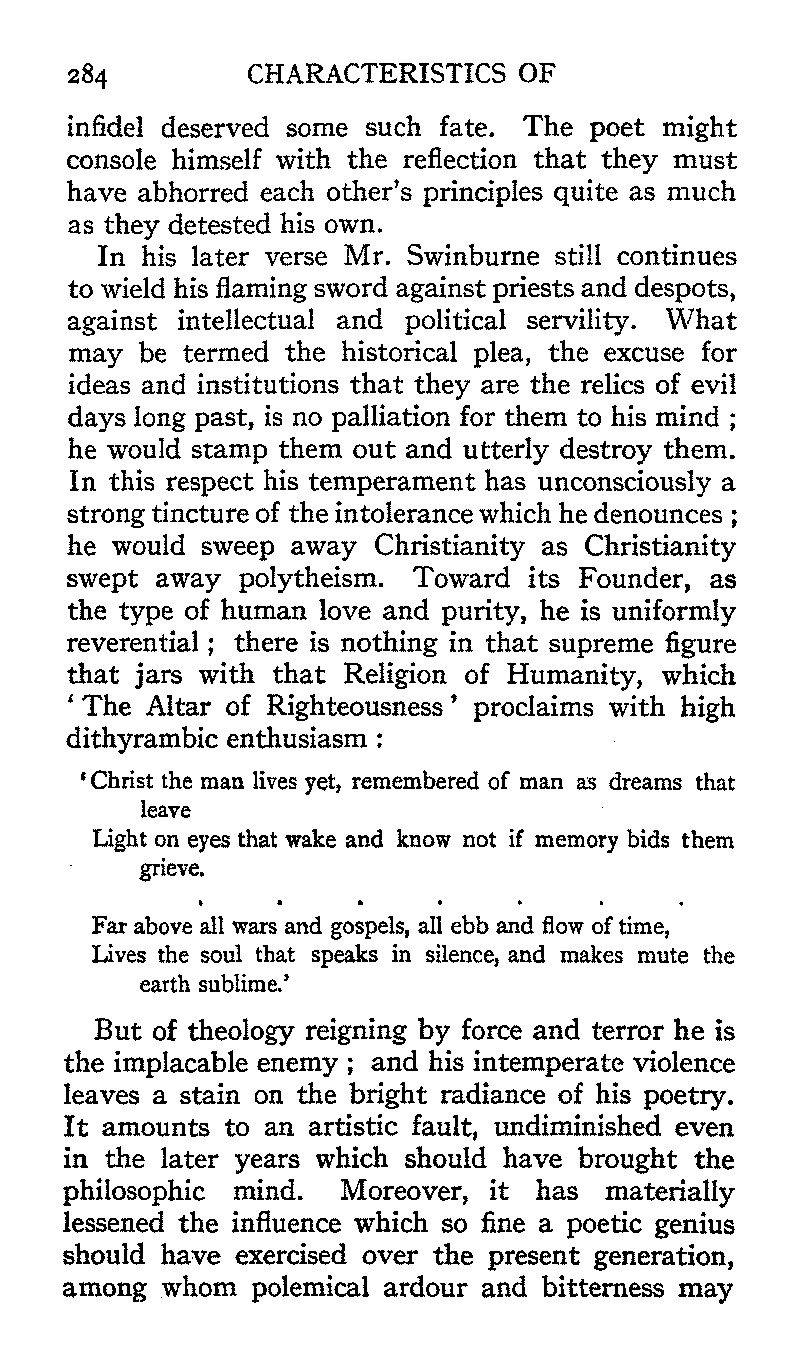 284 CHARACTERISTICS OF
infidel deserved some such fate. The poet might
console himself with the reflection that they must
have abhorred each other's principles quite as much
as they detested his own.
In his later verse Mr. Swinburne still continues
to wield his flaming sword against priests and despots,
against intellectual and political servility. What
may be termed the historical plea, the excuse for
ideas and institutions that they are the relics of evil
days long past, is no palliation for them to his mind ;
he would stamp them out and utterly destroy them.
In this respect his temperament has unconsciously a
strong tincture of the intolerance which he denounces ;
he would sweep away Christianity as Christianity
swept away polytheism. Toward its Founder, as
the type of human love and purity, he is uniformly
reverential ; there is nothing in that supreme figure
that jars with that Religion of Humanity, which
‘ The Altar of Righteousness ’ proclaims with high
dithyrambic enthusiasm :
‘ Christ the man lives yet, remembered of man as dreams that
leave
Light on eyes that wake and know not if memory bids them
grieve.
. . . . . . .
Far above all wars and gospels, all ebb and flow of time,
Lives the soul that speaks in silence, and makes mute the
earth sublime.’
But of theology reigning by force and terror he is
the implacable enemy ; and his intemperate violence
leaves a stain on the bright radiance of his poetry.
It amounts to an artistic fault, undiminished even
in the later years which should have brought the
philosophic mind. Moreover, it has materially
lessened the influence which so fine a poetic genius
should have exercised over the present generation,
among whom polemical ardour and bitterness may